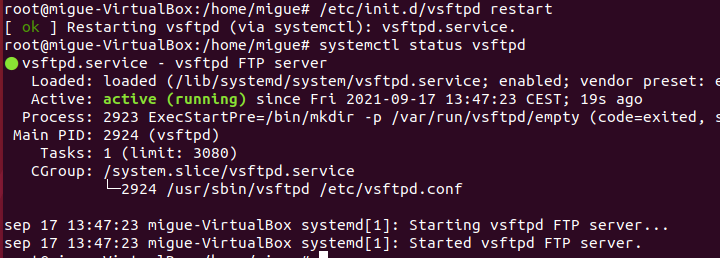 root@migue-VirtualBox:/home/migue# /etc/init.d/vsftpd restart
[ ok ] Restarting vsftpd (via systemctl): vsftpd.service.
root@migue-VirtualBox:/home/migue# systemctl status vsftpd
● vsftpd.service - vsftpd FTP server
   Loaded: loaded (/lib/systemd/system/vsftpd.service; enabled; vendor preset: e
   Active: active (running) since Fri 2021-09-17 13:47:23 CEST; 19s ago
  Process: 2923 ExecStartPre=/bin/mkdir -p /var/run/vsftpd/empty (code=exited, s
 Main PID: 2924 (vsftpd)
    Tasks: 1 (limit: 3080)
   CGroup: /system.slice/vsftpd.service
           └─2924 /usr/sbin/vsftpd /etc/vsftpd.conf
sep 17 13:47:23 migue-VirtualBox systemd[1]: Starting vsftpd FTP server...
sep 17 13:47:23 migue-VirtualBox systemd[1]: Started vsftpd FTP server.